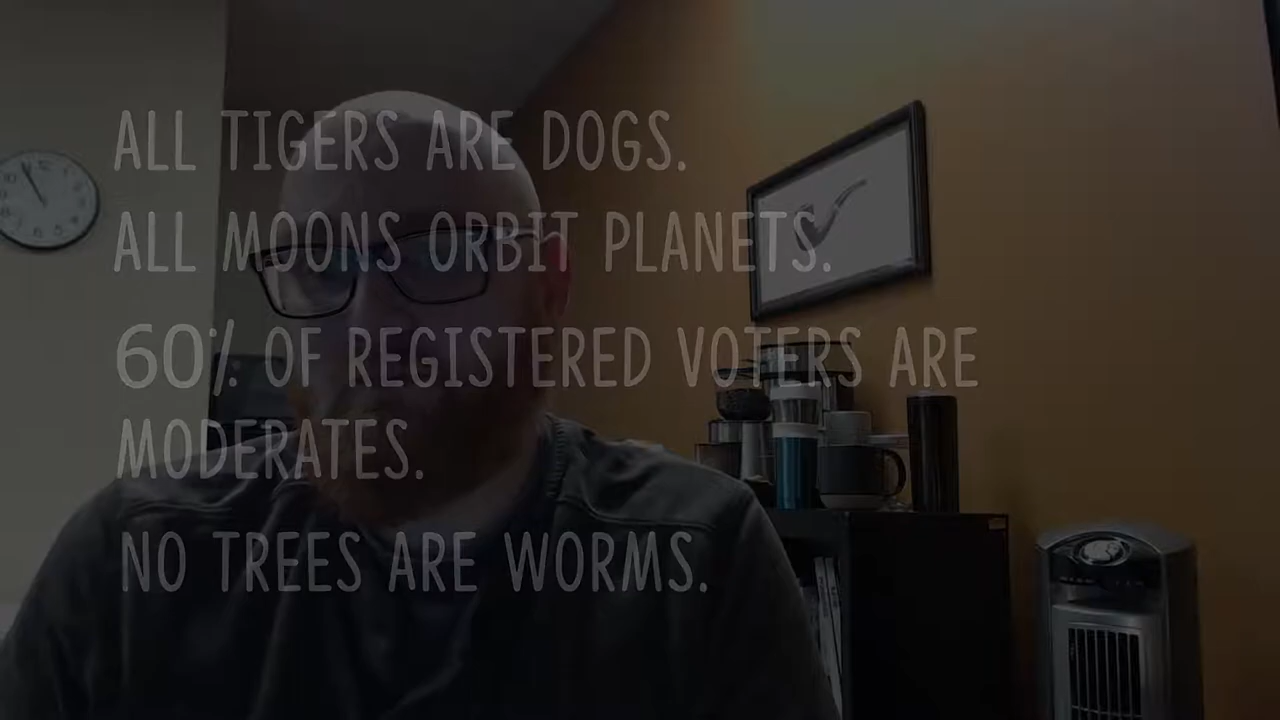 ALL TIGERS ARE DOGS.
ALL MOONS ORBIT PLANETS.
60% OF REGISTERED VOTERS ARE
MODERATES.
NO TREES ARE WORMS.